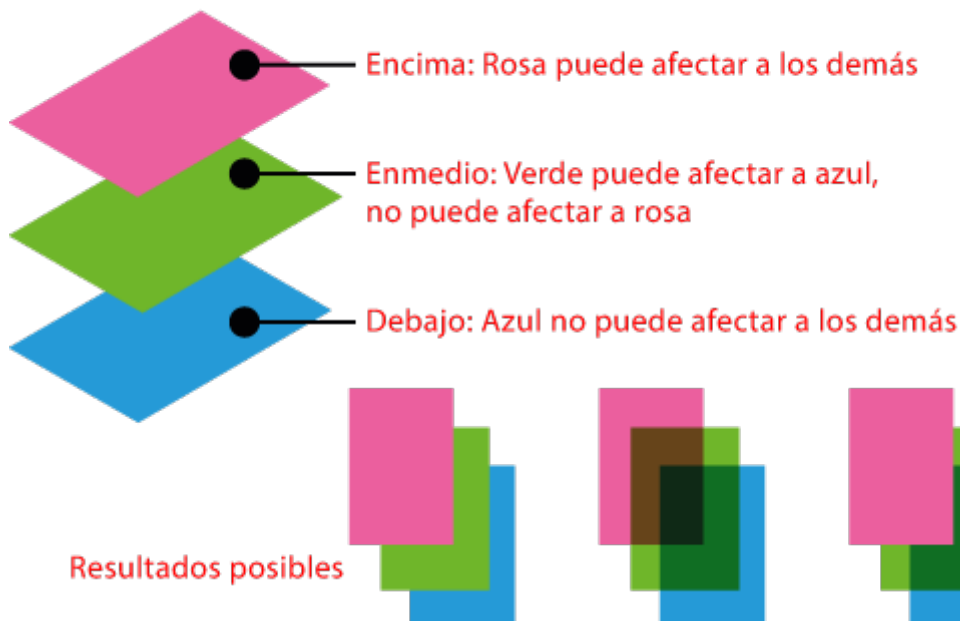 Encima: Rosa puede afectar a los demás
Enmedio: Verde puede afectar a azul,
no puede afectar a rosa
Debajo: Azul no puede afectar a los demás
Resultados posibles